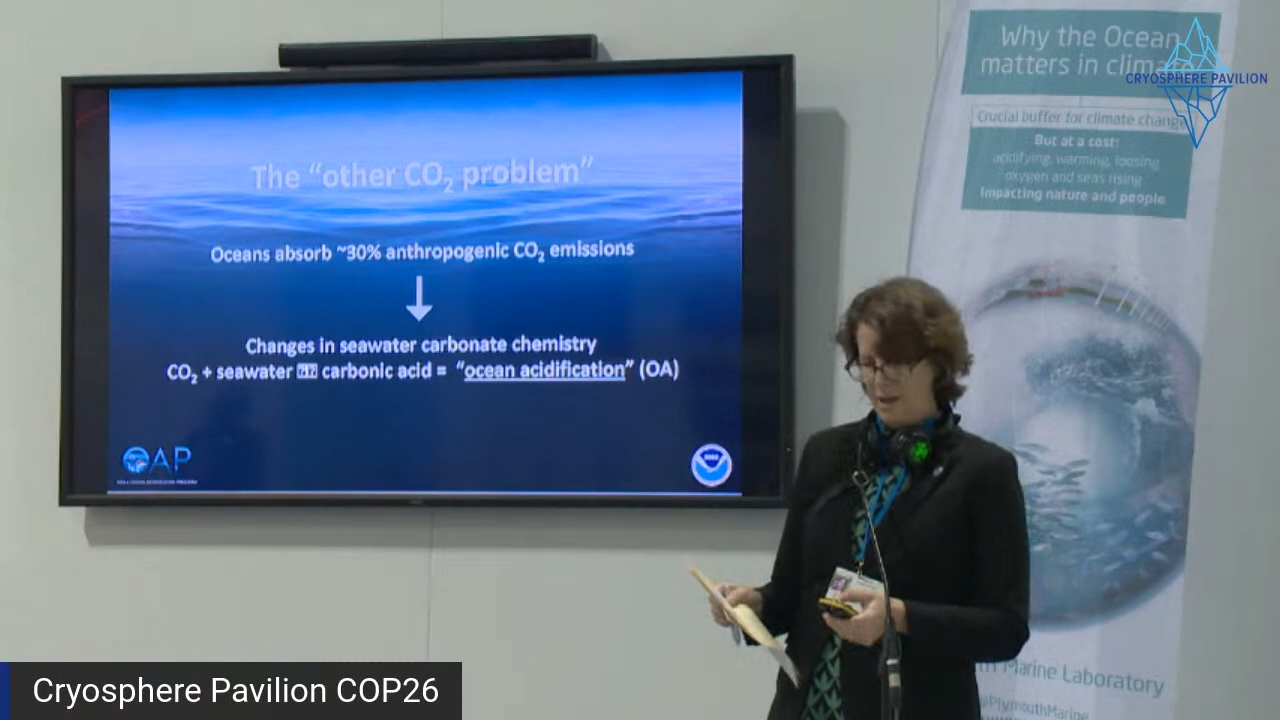 The “other CO₂ problem”
Oceans absorb ~30% anthropogenic CO₂ emissions
Changes in seawater carbonate chemistry
CO₂ + seawater carbonic acid = “ocean acidification” (OA)
OAP
Why the Ocean
matters in climate
CRYOSPHERE PAVILION
Crucial buffer for climate change
But at a cost:
acidifying, warming, loosing
oxygen and seas rising
Impacting nature and people
Marine Laboratory
@PlymouthMarine
Cryosphere Pavilion COP26